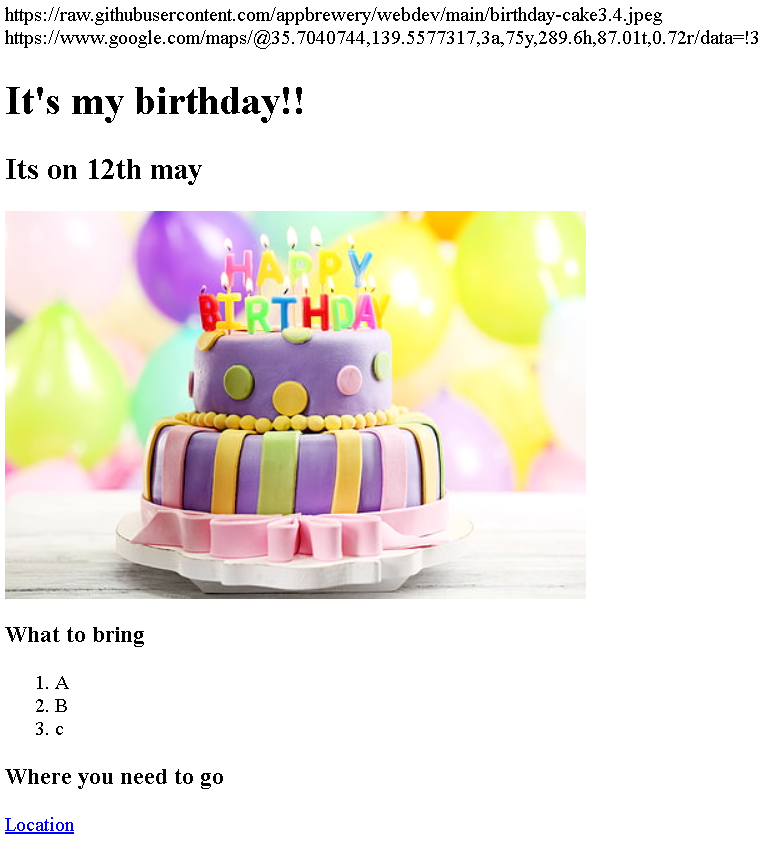 https://raw.githubusercontent.com/appbrewery/webdev/main/birthday-cake3.4.jpeg
https://www.google.com/maps/@35.7040744,139.5577317,3a,75y,289.6h,87.01t,0.72r/data=!3
It's my birthday!!
Its on 12th may
HAPPY
BIRTHDAY
What to bring
1. A
2. B
3. c
Where you need to go
Location